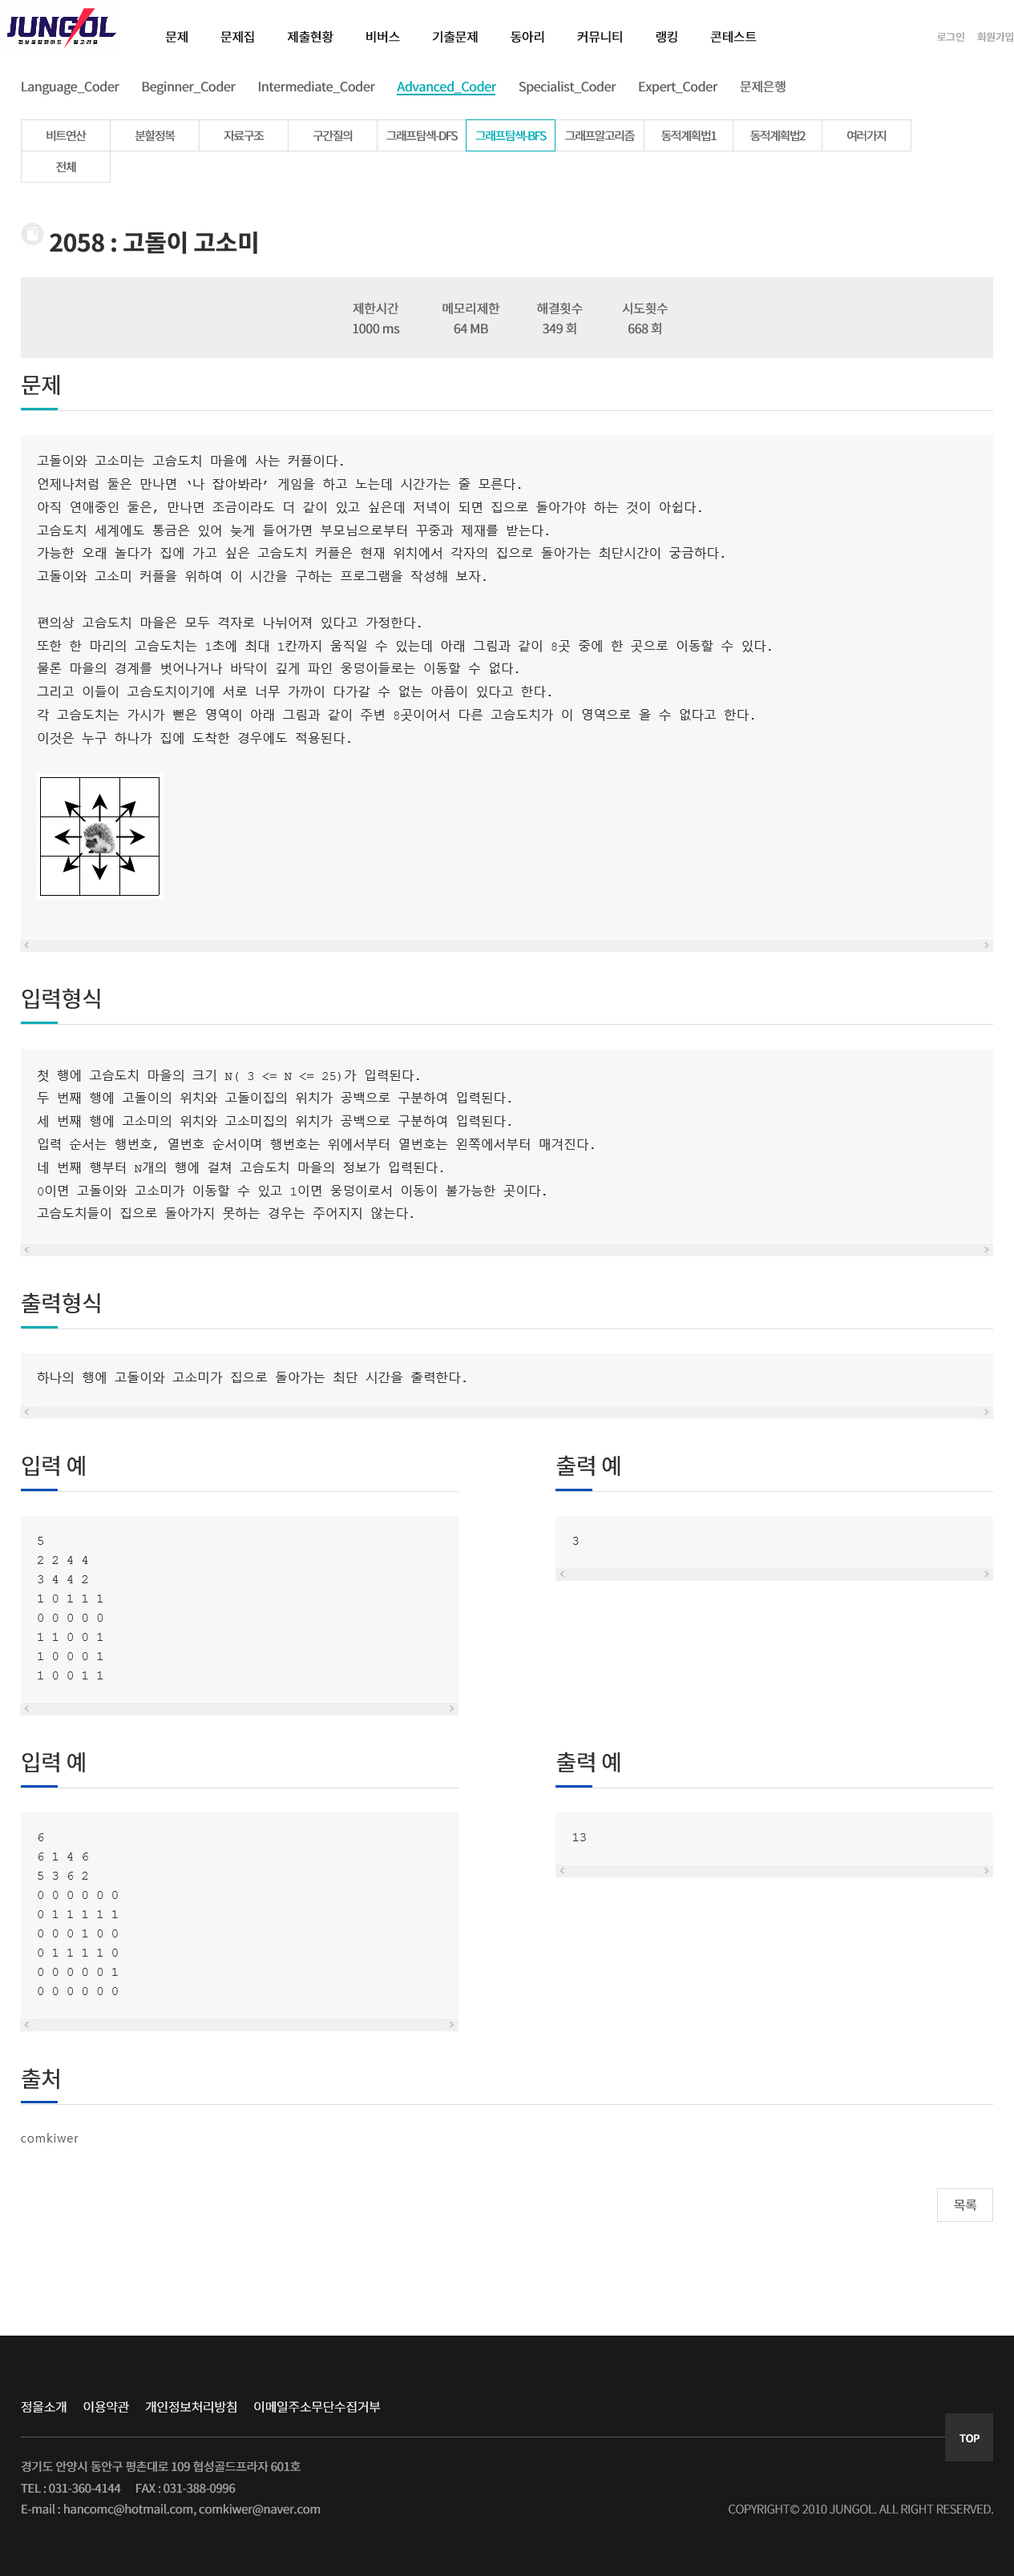 JUNGOL
문제 문제집 제출현황 비버스 기출문제 동아리 커뮤니티 랭킹 콘테스트 로그인 회원가입
Language_Coder Beginner_Coder Intermediate_Coder Advanced_Coder Specialist_Coder Expert_Coder 문제은행
비트연산 분할정복 자료구조 구간질의 그래프탐색-DFS 그래프탐색-BFS 그래프알고리즘 동적계획법1 동적계획법2 여러가지
전체
2058 : 고돌이 고소미
제한시간 메모리제한 해결횟수 시도횟수
1000 ms 64 MB 349 회 668 회
문제
고돌이와 고소미는 고슴도치 마을에 사는 커플이다.
언제나처럼 둘은 만나면 ‘나 잡아봐라’ 게임을 하고 노는데 시간가는 줄 모른다.
아직 연애중인 둘은, 만나면 조금이라도 더 같이 있고 싶은데 저녁이 되면 집으로 돌아가야 하는 것이 아쉽다.
고슴도치 세계에도 통금은 있어 늦게 들어가면 부모님으로부터 꾸중과 제재를 받는다.
가능한 오래 놀다가 집에 가고 싶은 고슴도치 커플은 현재 위치에서 각자의 집으로 돌아가는 최단시간이 궁금하다.
고돌이와 고소미 커플을 위하여 이 시간을 구하는 프로그램을 작성해 보자.
편의상 고슴도치 마을은 모두 격자로 나뉘어져 있다고 가정한다.
또한 한 마리의 고슴도치는 1초에 최대 1칸까지 움직일 수 있는데 아래 그림과 같이 8곳 중에 한 곳으로 이동할 수 있다.
물론 마을의 경계를 벗어나거나 바닥이 깊게 파인 웅덩이들로는 이동할 수 없다.
그리고 이들이 고슴도치이기에 서로 너무 가까이 다가갈 수 없는 아픔이 있다고 한다.
각 고슴도치는 가시가 뻗은 영역이 아래 그림과 같이 주변 8곳이어서 다른 고슴도치가 이 영역으로 올 수 없다고 한다.
이것은 누구 하나가 집에 도착한 경우에도 적용된다.
입력형식
첫 행에 고슴도치 마을의 크기 N( 3 <= N <= 25)가 입력된다.
두 번째 행에 고돌이의 위치와 고돌이집의 위치가 공백으로 구분하여 입력된다.
세 번째 행에 고소미의 위치와 고소미집의 위치가 공백으로 구분하여 입력된다.
입력 순서는 행번호, 열번호 순서이며 행번호는 위에서부터 열번호는 왼쪽에서부터 매겨진다.
네 번째 행부터 N개의 행에 걸쳐 고슴도치 마을의 정보가 입력된다.
0이면 고돌이와 고소미가 이동할 수 있고 1이면 웅덩이로서 이동이 불가능한 곳이다.
고슴도치들이 집으로 돌아가지 못하는 경우는 주어지지 않는다.
출력형식
하나의 행에 고돌이와 고소미가 집으로 돌아가는 최단 시간을 출력한다.
입력 예
5
2 2 4 4
3 4 4 2
1 0 1 1 1
0 0 0 0 0
1 1 0 0 1
1 0 0 0 1
1 0 0 1 1
출력 예
3
입력 예
6
6 1 4 6
5 3 6 2
0 0 0 0 0 0
0 1 1 1 1 1
0 0 0 1 0 0
0 1 1 1 1 0
0 0 0 0 0 1
0 0 0 0 0 0
출력 예
13
출처
comkiwer
목록
정올소개 이용약관 개인정보처리방침 이메일주소무단수집거부
TOP
경기도 안양시 동안구 평촌대로 109 협성골드프라자 601호
TEL : 031-360-4144 FAX : 031-388-0996
E-mail : hancomc@hotmail.com, comkiwer@naver.com
COPYRIGHT© 2010 JUNGOL. ALL RIGHT RESERVED.